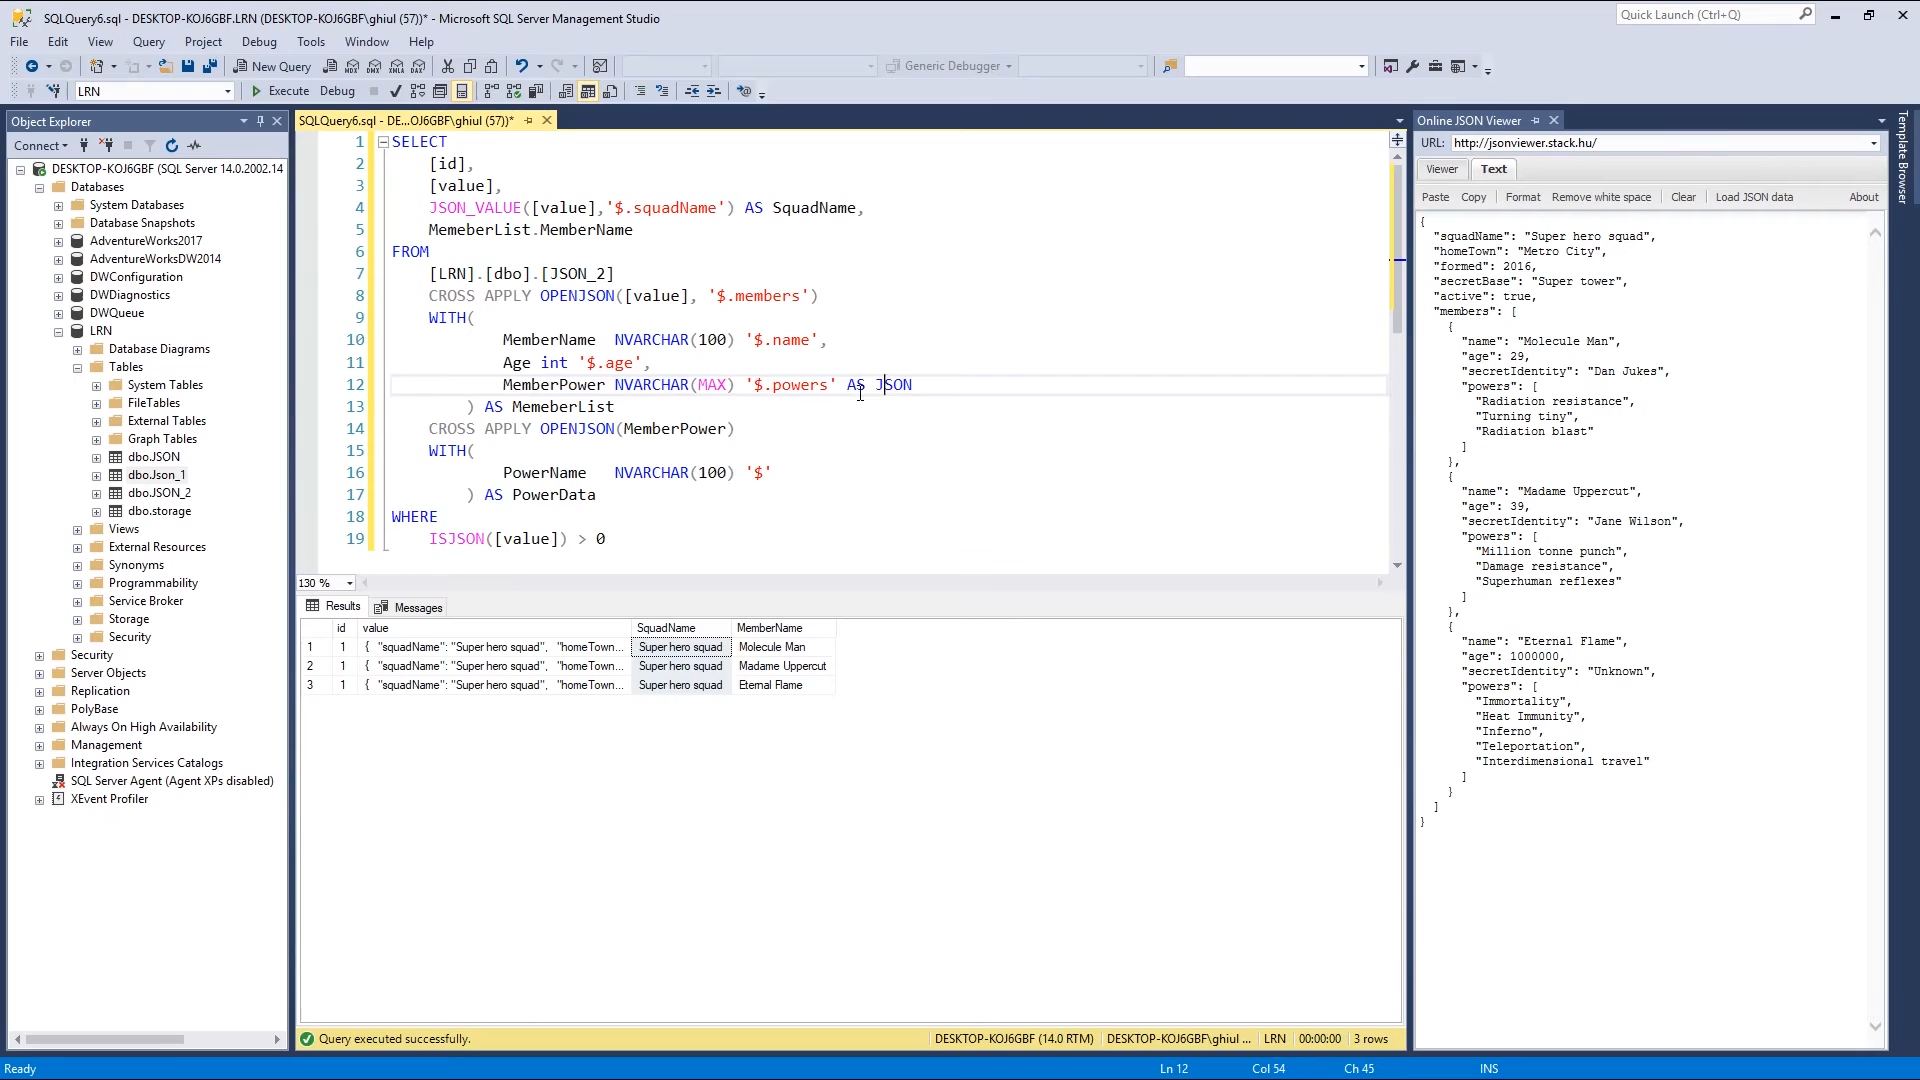 SQLQuery6.sql - DESKTOP-KOJ6GBF.LRN (DESKTOP-KOJ6GBF\ghiul (57))* - Microsoft SQL Server Management Studio
Quick Launch (Ctrl+Q)
File Edit View Query Project Debug Tools Window Help
New Query MDX DMX XMLA DAX Generic Debugger
LRN Execute Debug
Object Explorer
Connect
DESKTOP-KOJ6GBF (SQL Server 14.0.2002.14
Databases
System Databases
Database Snapshots
AdventureWorks2017
AdventureWorksDW2014
DWConfiguration
DWDiagnostics
DWQueue
LRN
Database Diagrams
Tables
System Tables
FileTables
External Tables
Graph Tables
dbo.JSON
dbo.Json_1
dbo.JSON_2
dbo.storage
Views
External Resources
Synonyms
Programmability
Service Broker
Storage
Security
Security
Server Objects
Replication
PolyBase
Always On High Availability
Management
Integration Services Catalogs
SQL Server Agent (Agent XPs disabled)
XEvent Profiler
SQLQuery6.sql - DE...OJ6GBF\ghiul (57))*
1 SELECT
2 [id],
3 [value],
4 JSON_VALUE([value],'$.squadName') AS SquadName,
5 MemeberList.MemberName
6 FROM
7 [LRN].[dbo].[JSON_2]
8 CROSS APPLY OPENJSON([value], '$.members')
9 WITH(
10 MemberName NVARCHAR(100) '$.name',
11 Age int '$.age',
12 MemberPower NVARCHAR(MAX) '$.powers' AS JSON
13 ) AS MemeberList
14 CROSS APPLY OPENJSON(MemberPower)
15 WITH(
16 PowerName NVARCHAR(100) '$'
17 ) AS PowerData
18 WHERE
19 ISJSON([value]) > 0
130 %
Results Messages
id value SquadName MemberName
1 1 { "squadName": "Super hero squad", "homeTown... Super hero squad Molecule Man
2 1 { "squadName": "Super hero squad", "homeTown... Super hero squad Madame Uppercut
3 1 { "squadName": "Super hero squad", "homeTown... Super hero squad Eternal Flame
Query executed successfully. DESKTOP-KOJ6GBF (14.0 RTM) DESKTOP-KOJ6GBF\ghiul ... LRN 00:00:00 3 rows
Online JSON Viewer
URL: http://jsonviewer.stack.hu/
Viewer Text
Paste Copy Format Remove white space Clear Load JSON data About
{
"squadName": "Super hero squad",
"homeTown": "Metro City",
"formed": 2016,
"secretBase": "Super tower",
"active": true,
"members": [
{
"name": "Molecule Man",
"age": 29,
"secretIdentity": "Dan Jukes",
"powers": [
"Radiation resistance",
"Turning tiny",
"Radiation blast"
]
},
{
"name": "Madame Uppercut",
"age": 39,
"secretIdentity": "Jane Wilson",
"powers": [
"Million tonne punch",
"Damage resistance",
"Superhuman reflexes"
]
},
{
"name": "Eternal Flame",
"age": 1000000,
"secretIdentity": "Unknown",
"powers": [
"Immortality",
"Heat Immunity",
"Inferno",
"Teleportation",
"Interdimensional travel"
]
}
]
}
Template Browser
Ready Ln 12 Col 54 Ch 45 INS